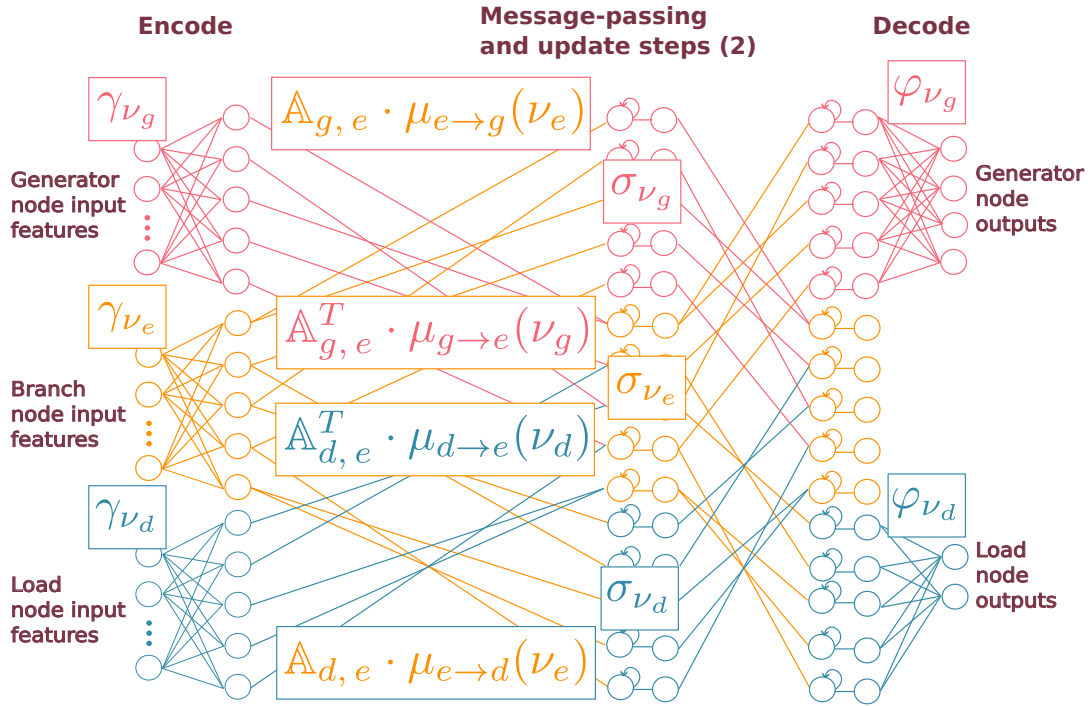 Encode
Message-passing
and update steps (2)
Decode
γ_{ν_g}
𝔸_{g, e} · μ_{e→g}(ν_e)
φ_{ν_g}
Generator
node input
features
σ_{ν_g}
Generator
node
outputs
γ_{ν_e}
𝔸^T_{g, e} · μ_{g→e}(ν_g)
Branch
node input
features
σ_{ν_e}
𝔸^T_{d, e} · μ_{d→e}(ν_d)
γ_{ν_d}
φ_{ν_d}
Load
node input
features
σ_{ν_d}
Load
node
outputs
𝔸_{d, e} · μ_{e→d}(ν_e)